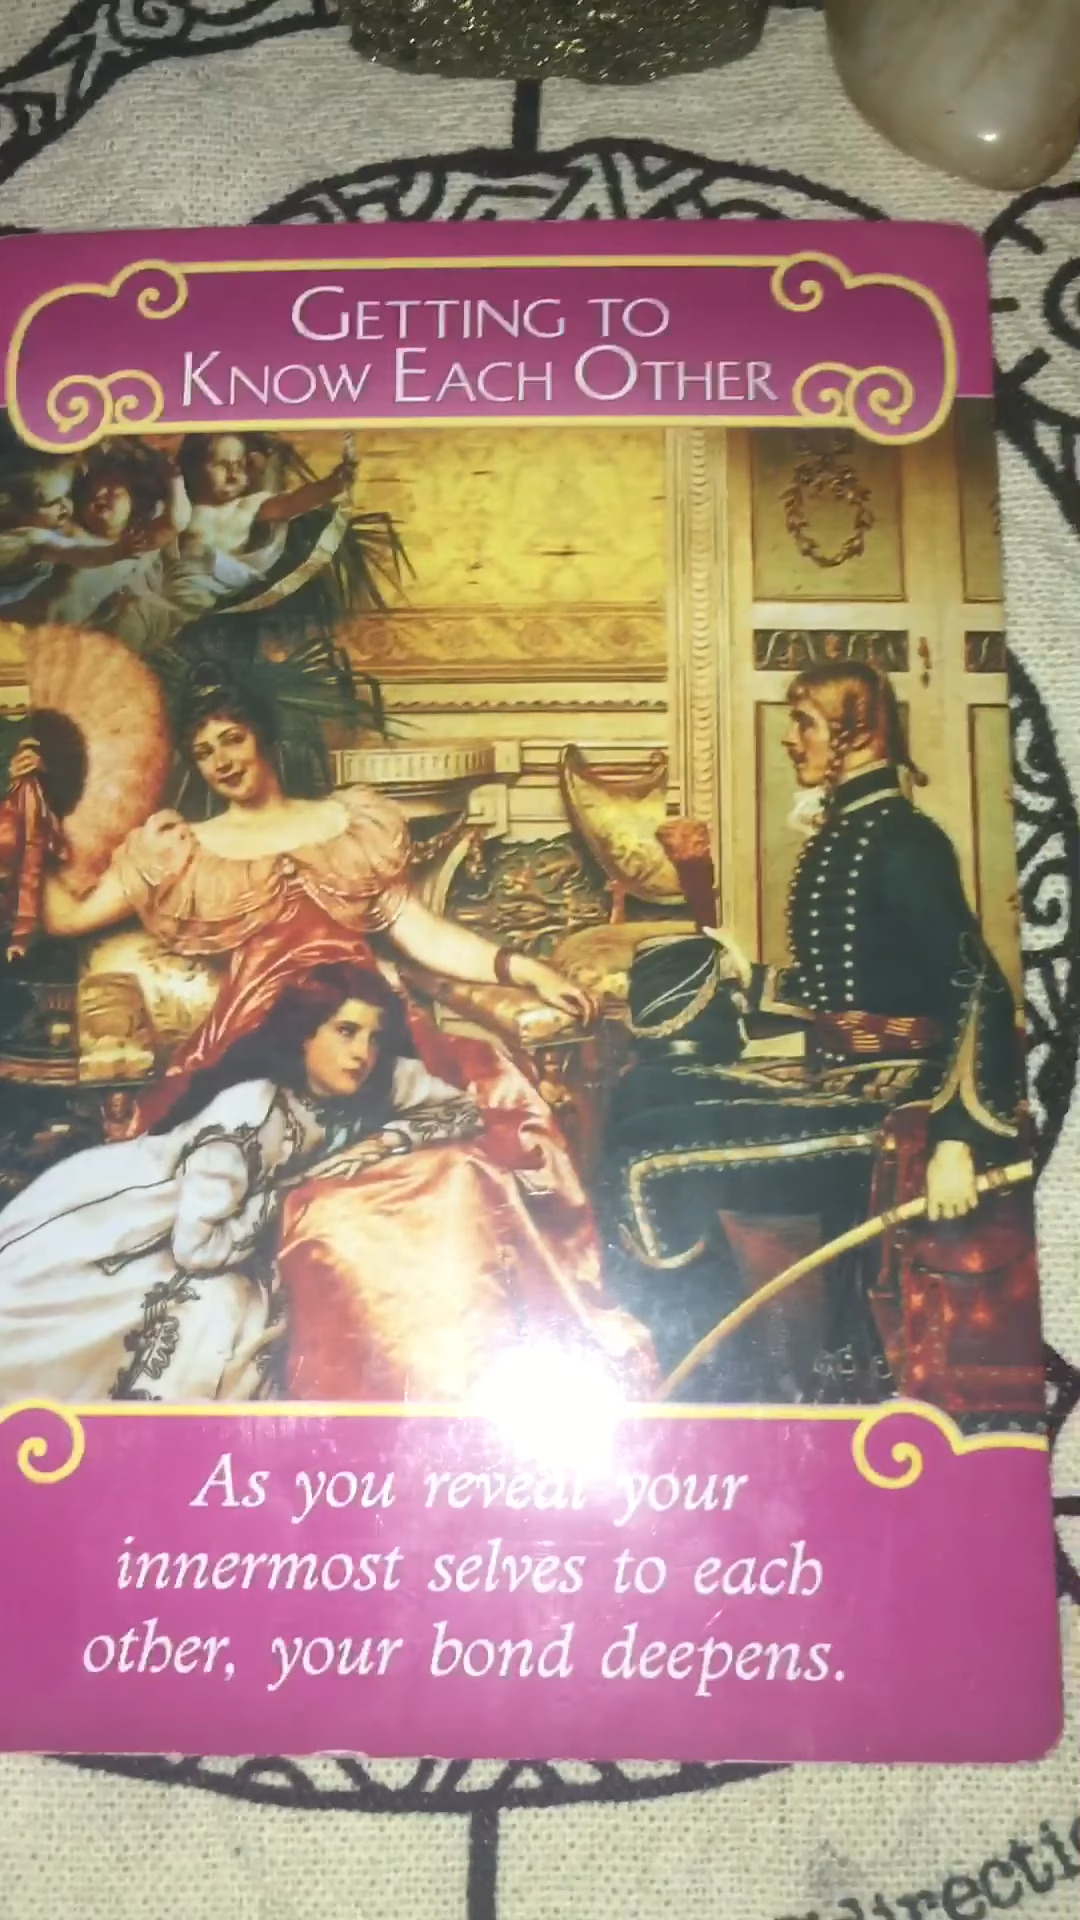 GETTING TO
KNOW EACH OTHER
As you reveal your
innermost selves to each
other, your bond deepens.